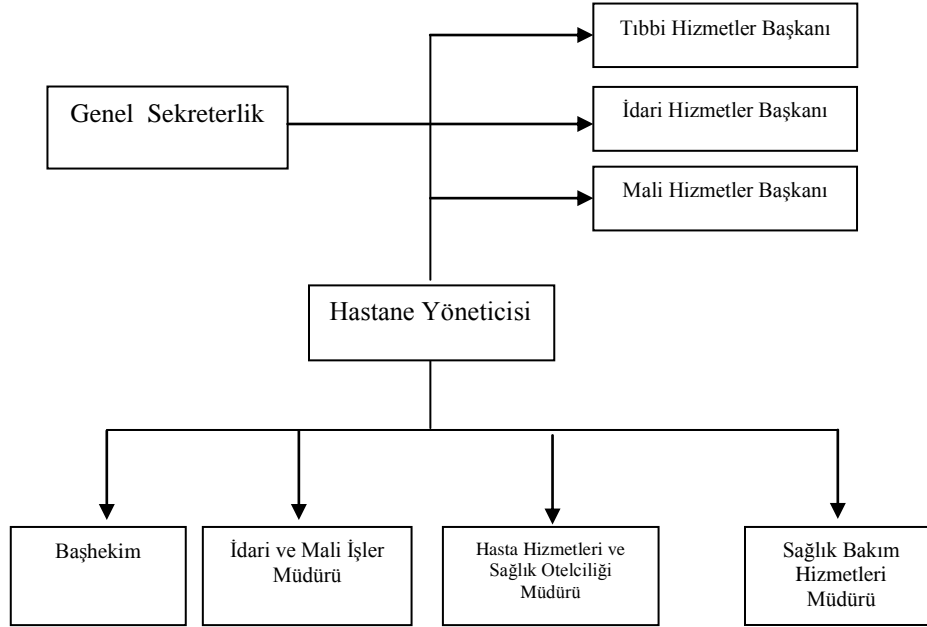 Tıbbi Hizmetler Başkanı
Genel Sekreterlik
İdari Hizmetler Başkanı
Mali Hizmetler Başkanı
Hastane Yöneticisi
Başhekim
İdari ve Mali İşler
Müdürü
Hasta Hizmetleri ve
Sağlık Otelciliği
Müdürü
Sağlık Bakım
Hizmetleri
Müdürü